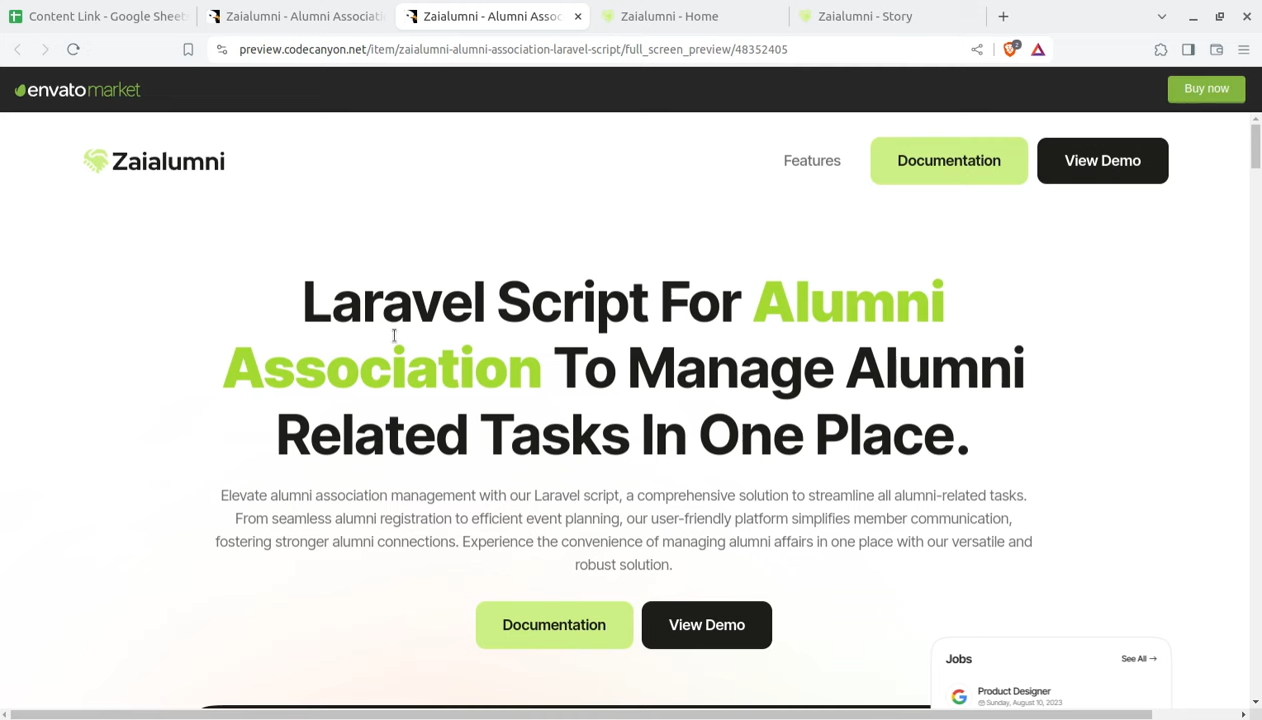 Content Link - Google Sheets
Zaialumni - Alumni Associati
Zaialumni - Alumni Assoc
Zaialumni - Home
Zaialumni - Story
preview.codecanyon.net/item/zaialumni-alumni-association-laravel-script/full_screen_preview/48352405
2
envato market
Buy now
Zaialumni
Features
Documentation
View Demo
Laravel Script For Alumni
Association To Manage Alumni
Related Tasks In One Place.
Elevate alumni association management with our Laravel script, a comprehensive solution to streamline all alumni-related tasks.
From seamless alumni registration to efficient event planning, our user-friendly platform simplifies member communication,
fostering stronger alumni connections. Experience the convenience of managing alumni affairs in one place with our versatile and
robust solution.
Documentation
View Demo
Jobs
See All →
Product Designer
Sunday, August 10, 2023